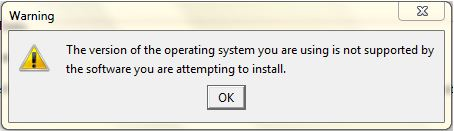 Warning
The version of the operating system you are using is not supported by
the software you are attempting to install.
OK